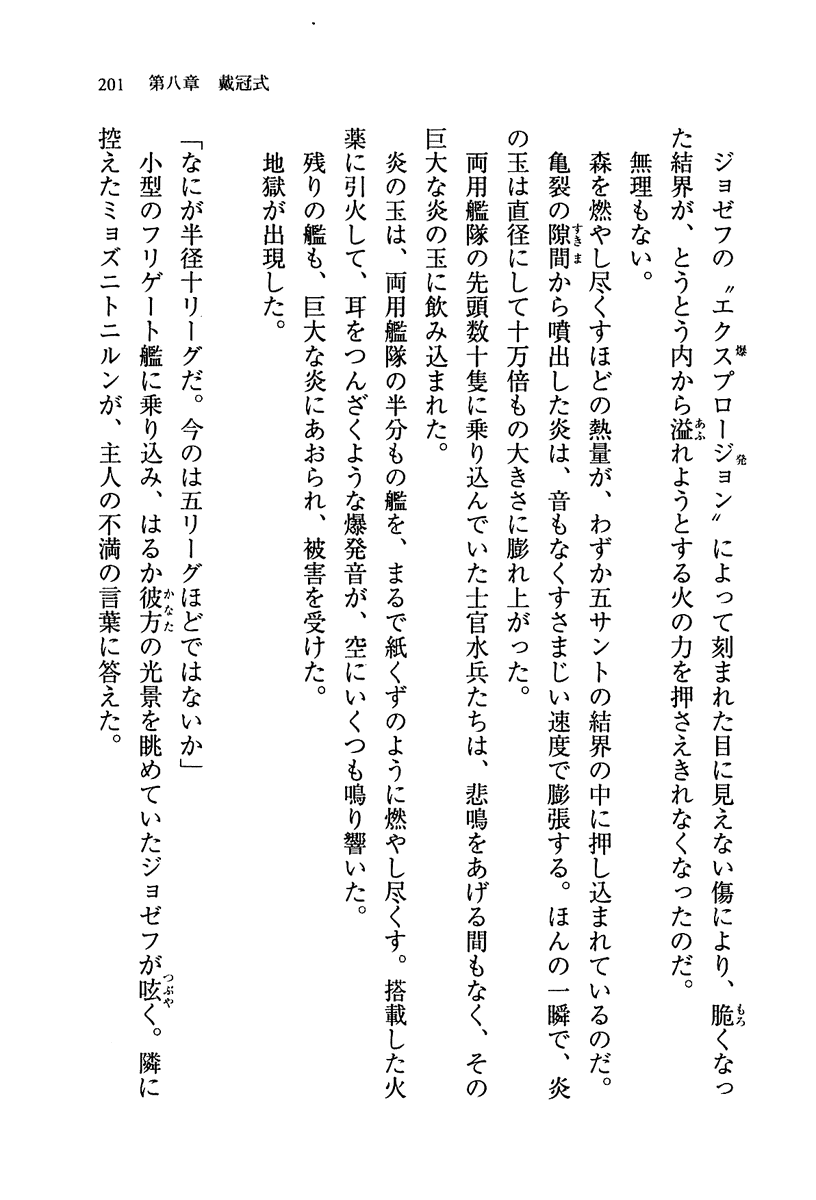 201　第八章　戴冠式
ジョゼフの〝エクスプロージョン〟によって刻まれた目に見えない傷により、脆くなっ
た結界が、とうとう内から溢れようとする火の力を押さえきれなくなったのだ。
無理もない。
森を燃やし尽くすほどの熱量が、わずか五サントの結界の中に押し込まれているのだ。
亀裂の隙間から噴出した炎は、音もなくすさまじい速度で膨張する。ほんの一瞬で、炎
の玉は直径にして十万倍もの大きさに膨れ上がった。
両用艦隊の先頭数十隻に乗り込んでいた士官水兵たちは、悲鳴をあげる間もなく、その
巨大な炎の玉に飲み込まれた。
炎の玉は、両用艦隊の半分もの艦を、まるで紙くずのように燃やし尽くす。搭載した火
薬に引火して、耳をつんざくような爆発音が、空にいくつも鳴り響いた。
残りの艦も、巨大な炎にあおられ、被害を受けた。
地獄が出現した。
「なにが半径十リーグだ。今のは五リーグほどではないか」
小型のフリゲート艦に乗り込み、はるか彼方の光景を眺めていたジョゼフが呟く。隣に
控えたミョズニトニルンが、主人の不満の言葉に答えた。